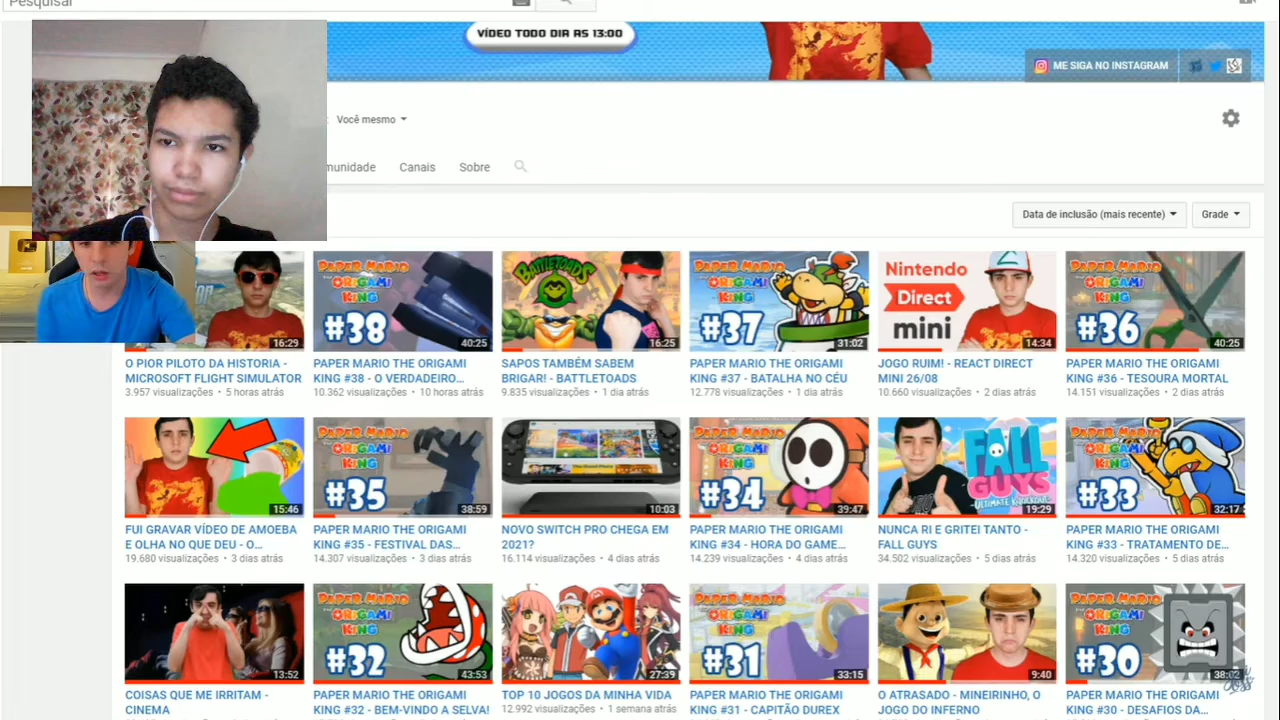 Pesquisar
VÍDEO TODO DIA AS 13:00
ME SIGA NO INSTAGRAM
Você mesmo
munidade Canais Sobre
Data de inclusão (mais recente) Grade
16:29
PAPER MARIO
THE ORIGAMI
KING
#38
40:25
BATTLETOADS
16:25
PAPER MARIO
THE ORIGAMI
KING
#37
31:02
Nintendo
Direct
mini
14:34
PAPER MARIO
THE ORIGAMI
KING
#36
40:25
O PIOR PILOTO DA HISTORIA -
MICROSOFT FLIGHT SIMULATOR
3.957 visualizações • 5 horas atrás
PAPER MARIO THE ORIGAMI
KING #38 - O VERDADEIRO...
10.362 visualizações • 10 horas atrás
SAPOS TAMBÉM SABEM
BRIGAR! - BATTLETOADS
9.835 visualizações • 1 dia atrás
PAPER MARIO THE ORIGAMI
KING #37 - BATALHA NO CÉU
12.778 visualizações • 1 dia atrás
JOGO RUIM! - REACT DIRECT
MINI 26/08
10.660 visualizações • 2 dias atrás
PAPER MARIO THE ORIGAMI
KING #36 - TESOURA MORTAL
14.151 visualizações • 2 dias atrás
15:46
PAPER MARIO
THE ORIGAMI
KING
#35
38:59
10:03
PAPER MARIO
THE ORIGAMI
KING
#34
39:47
FALL
GUYS
ULTIMATE KNOCKOUT
19:29
PAPER MARIO
THE ORIGAMI
KING
#33
32:17
FUI GRAVAR VÍDEO DE AMOEBA
E OLHA NO QUE DEU - O...
19.680 visualizações • 3 dias atrás
PAPER MARIO THE ORIGAMI
KING #35 - FESTIVAL DAS...
14.307 visualizações • 3 dias atrás
NOVO SWITCH PRO CHEGA EM
2021?
16.114 visualizações • 4 dias atrás
PAPER MARIO THE ORIGAMI
KING #34 - HORA DO GAME...
14.239 visualizações • 4 dias atrás
NUNCA RI E GRITEI TANTO -
FALL GUYS
34.502 visualizações • 5 dias atrás
PAPER MARIO THE ORIGAMI
KING #33 - TRATAMENTO DE...
14.320 visualizações • 5 dias atrás
13:52
PAPER MARIO
THE ORIGAMI
KING
#32
43:53
27:39
PAPER MARIO
THE ORIGAMI
KING
#31
33:15
9:40
PAPER MARIO
THE ORIGAMI
KING
#30
38:02
COISAS QUE ME IRRITAM -
CINEMA
PAPER MARIO THE ORIGAMI
KING #32 - BEM-VINDO A SELVA!
TOP 10 JOGOS DA MINHA VIDA
12.992 visualizações • 1 semana atrás
PAPER MARIO THE ORIGAMI
KING #31 - CAPITÃO DUREX
O ATRASADO - MINEIRINHO, O
JOGO DO INFERNO
PAPER MARIO THE ORIGAMI
KING #30 - DESAFIOS DA...